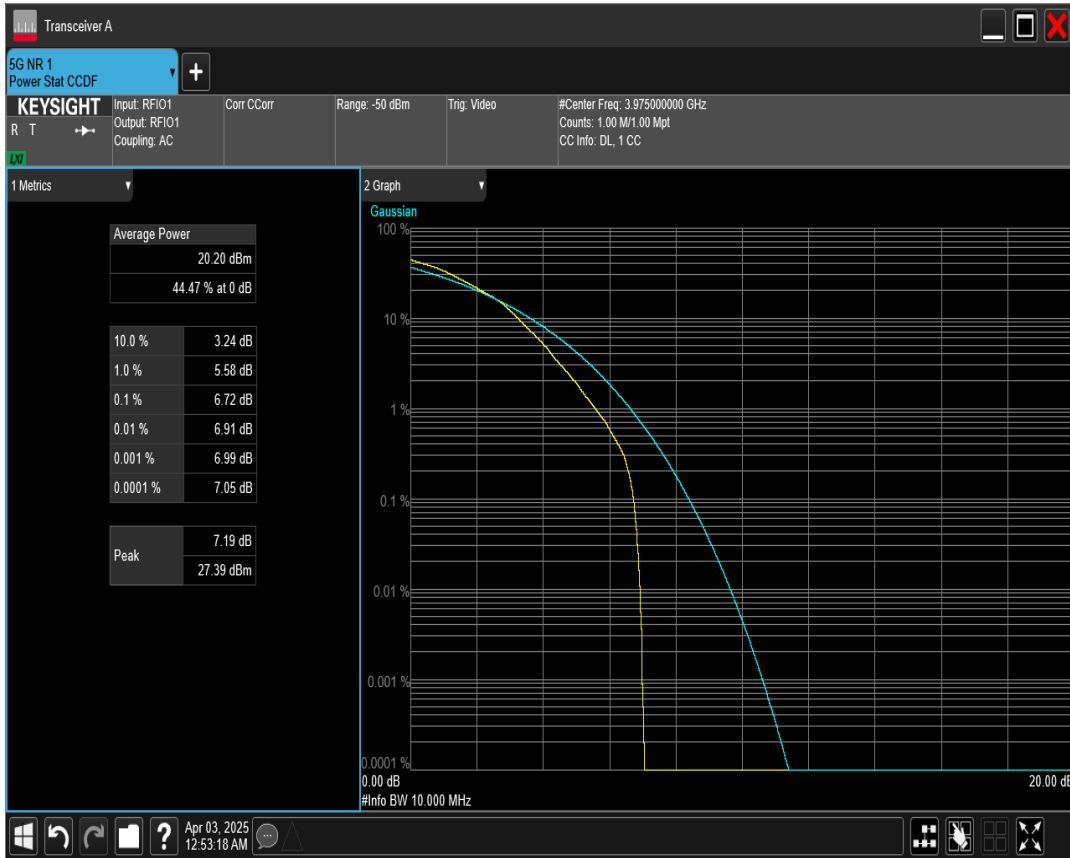 Transceiver A
5G NR 1
Power Stat CCDF
KEYSIGHT
R T
LXI
Input: RFIO1
Output: RFIO1
Coupling: AC
Corr CCorr
Range: -50 dBm
Trig: Video
#Center Freq: 3.975000000 GHz
Counts: 1.00 M/1.00 Mpt
CC Info: DL, 1 CC
1 Metrics
Average Power
20.20 dBm
44.47 % at 0 dB
10.0 % 3.24 dB
1.0 % 5.58 dB
0.1 % 6.72 dB
0.01 % 6.91 dB
0.001 % 6.99 dB
0.0001 % 7.05 dB
Peak
7.19 dB
27.39 dBm
2 Graph
Gaussian
100 %
10 %
1 %
0.1 %
0.01 %
0.001 %
0.0001 %
0.00 dB 20.00 dB
#Info BW 10.000 MHz
? Apr 03, 2025
12:53:18 AM